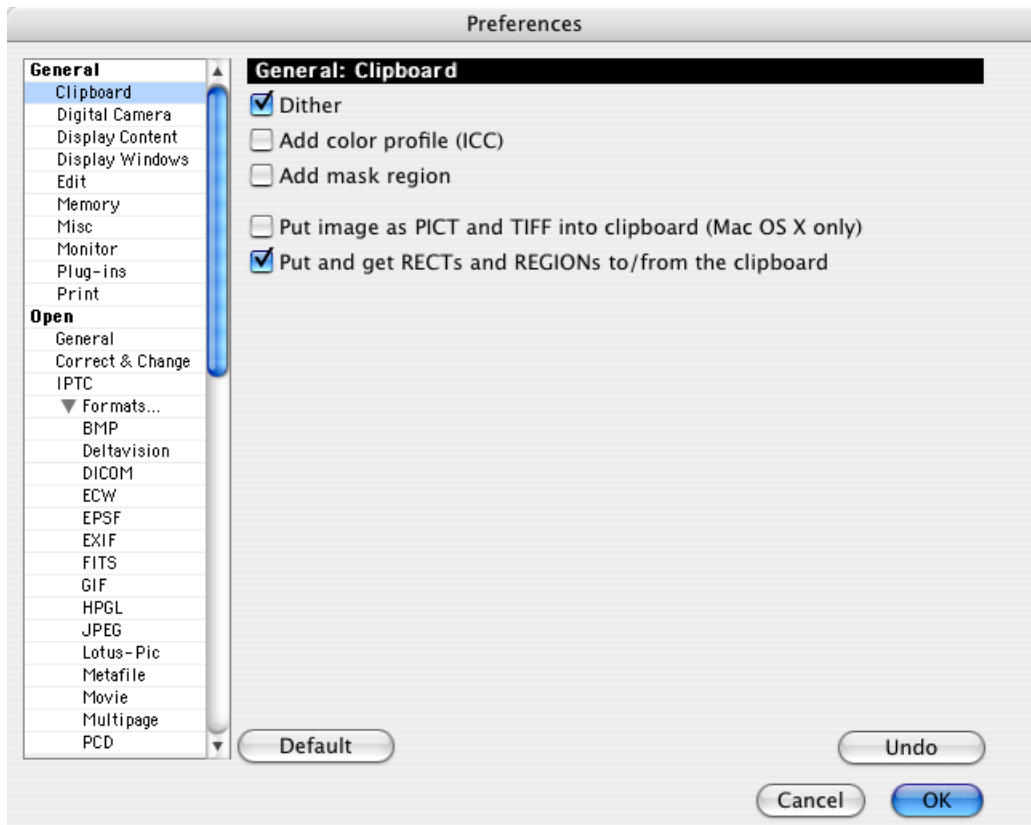 Preferences
General
Clipboard
Digital Camera
Display Content
Display Windows
Edit
Memory
Misc
Monitor
Plug-ins
Print
Open
General
Correct & Change
IPTC
Formats...
BMP
Deltavision
DICOM
ECW
EPSF
EXIF
FITS
GIF
HPGL
JPEG
Lotus-Pic
Metafile
Movie
Multipage
PCD
General: Clipboard
Dither
Add color profile (ICC)
Add mask region
Put image as PICT and TIFF into clipboard (Mac OS X only)
Put and get RECTs and REGIONs to/from the clipboard
Default
Undo
Cancel
OK